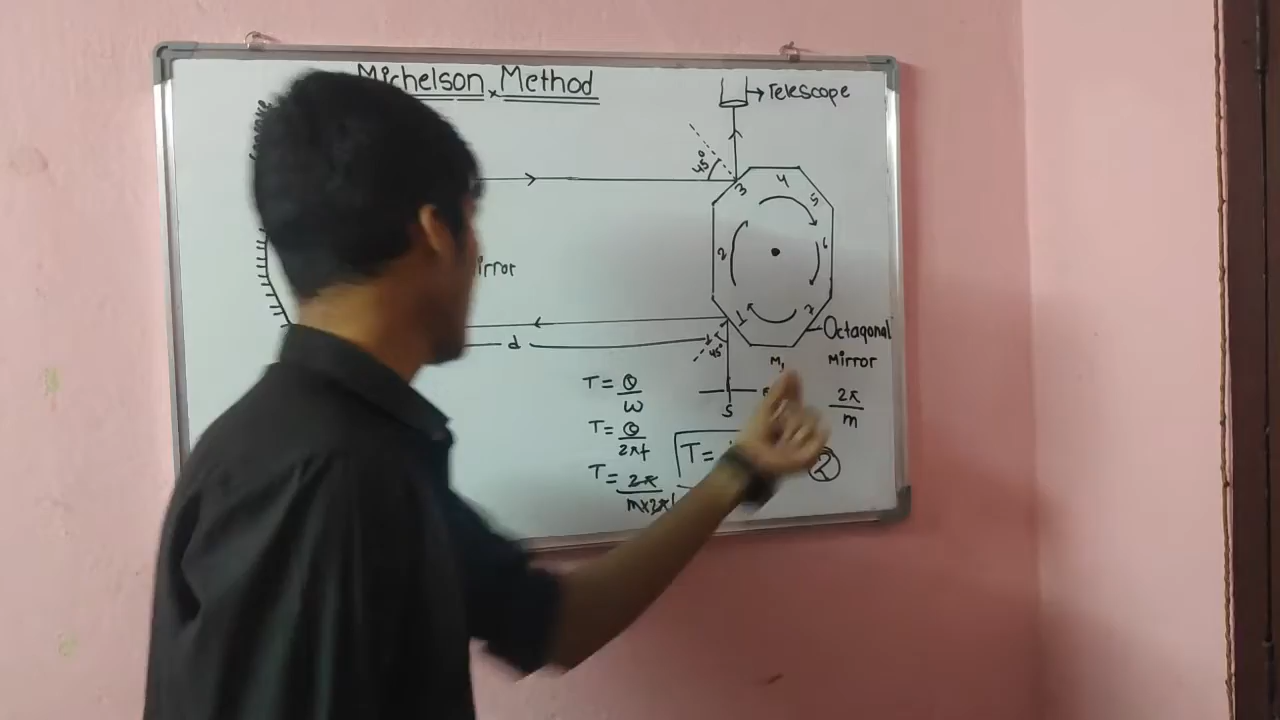 Michelson Method
Telescope
45°
3
4
5
2
6
1
7
d
45°
Octagonal
Mirror
M₁
S
T = θ/ω
T = θ/2πf
T = 2π/m×2πf
T =
2π/m
2